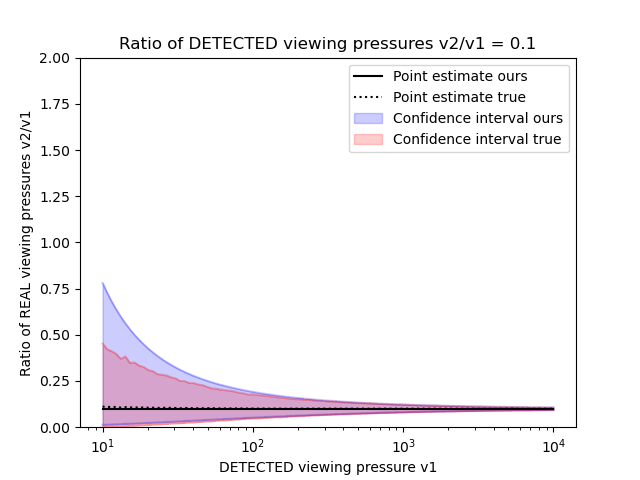 Ratio of DETECTED viewing pressures v2/v1 = 0.1
Ratio of REAL viewing pressures v2/v1
2.00
1.75
1.50
1.25
1.00
0.75
0.50
0.25
0.00
Point estimate ours
Point estimate true
Confidence interval ours
Confidence interval true
10¹ 10² 10³ 10⁴
DETECTED viewing pressure v1